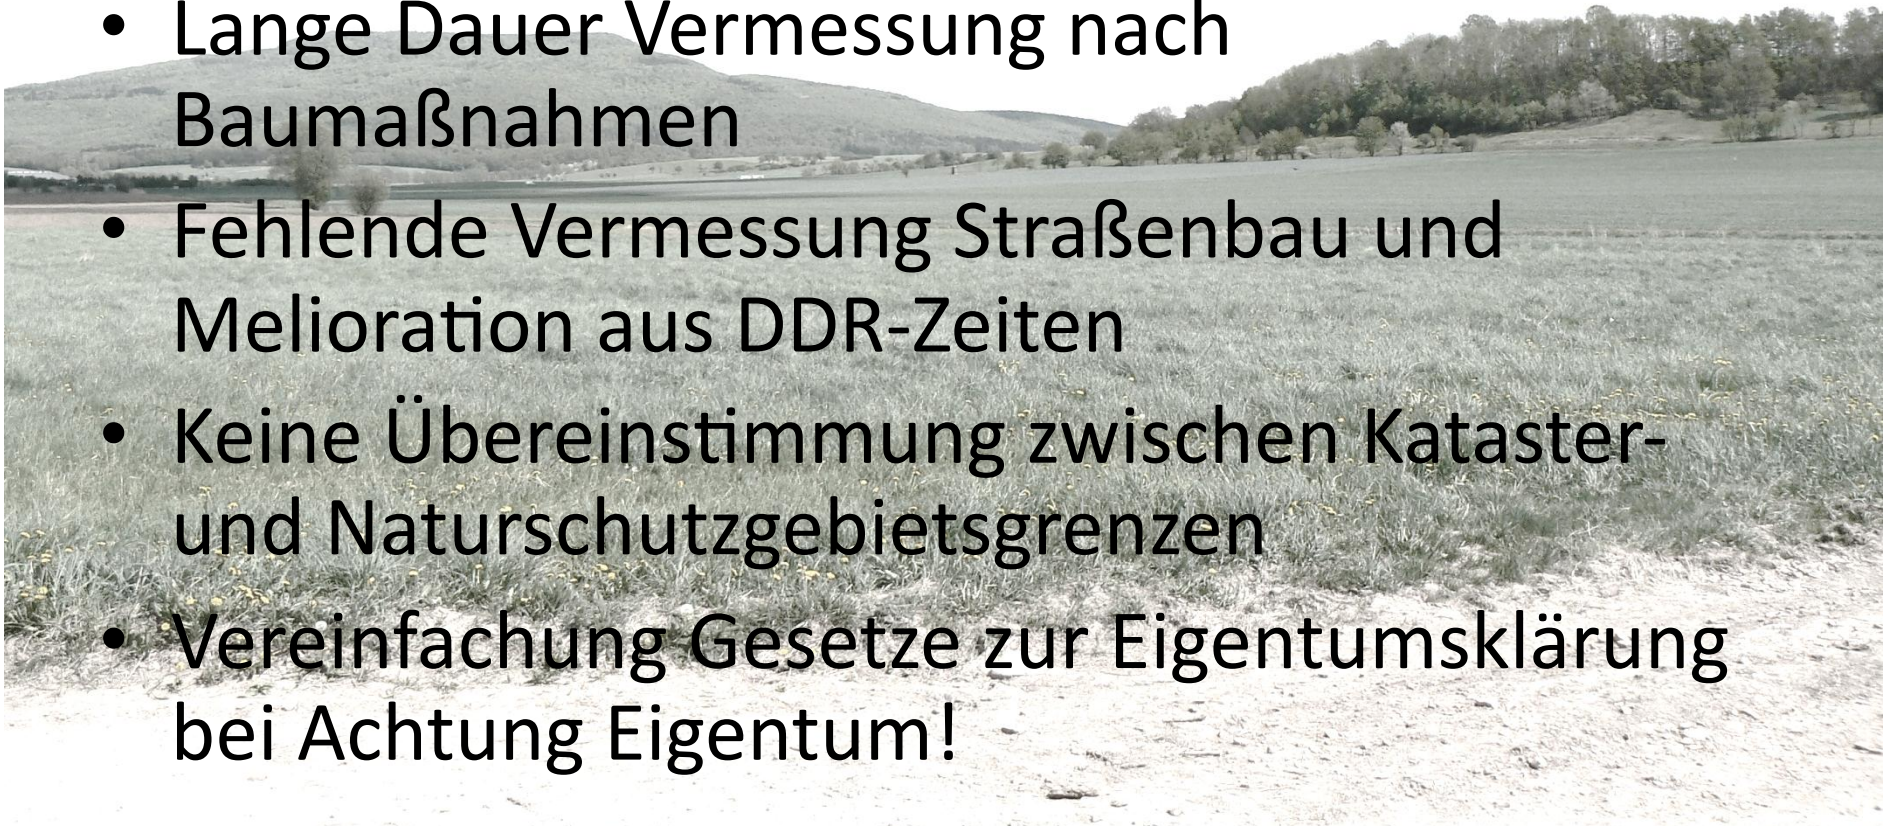 • Lange Dauer Vermessung nach
Baumaßnahmen
• Fehlende Vermessung Straßenbau und
Melioration aus DDR-Zeiten
• Keine Übereinstimmung zwischen Kataster-
und Naturschutzgebietsgrenzen
• Vereinfachung Gesetze zur Eigentumsklärung
bei Achtung Eigentum!